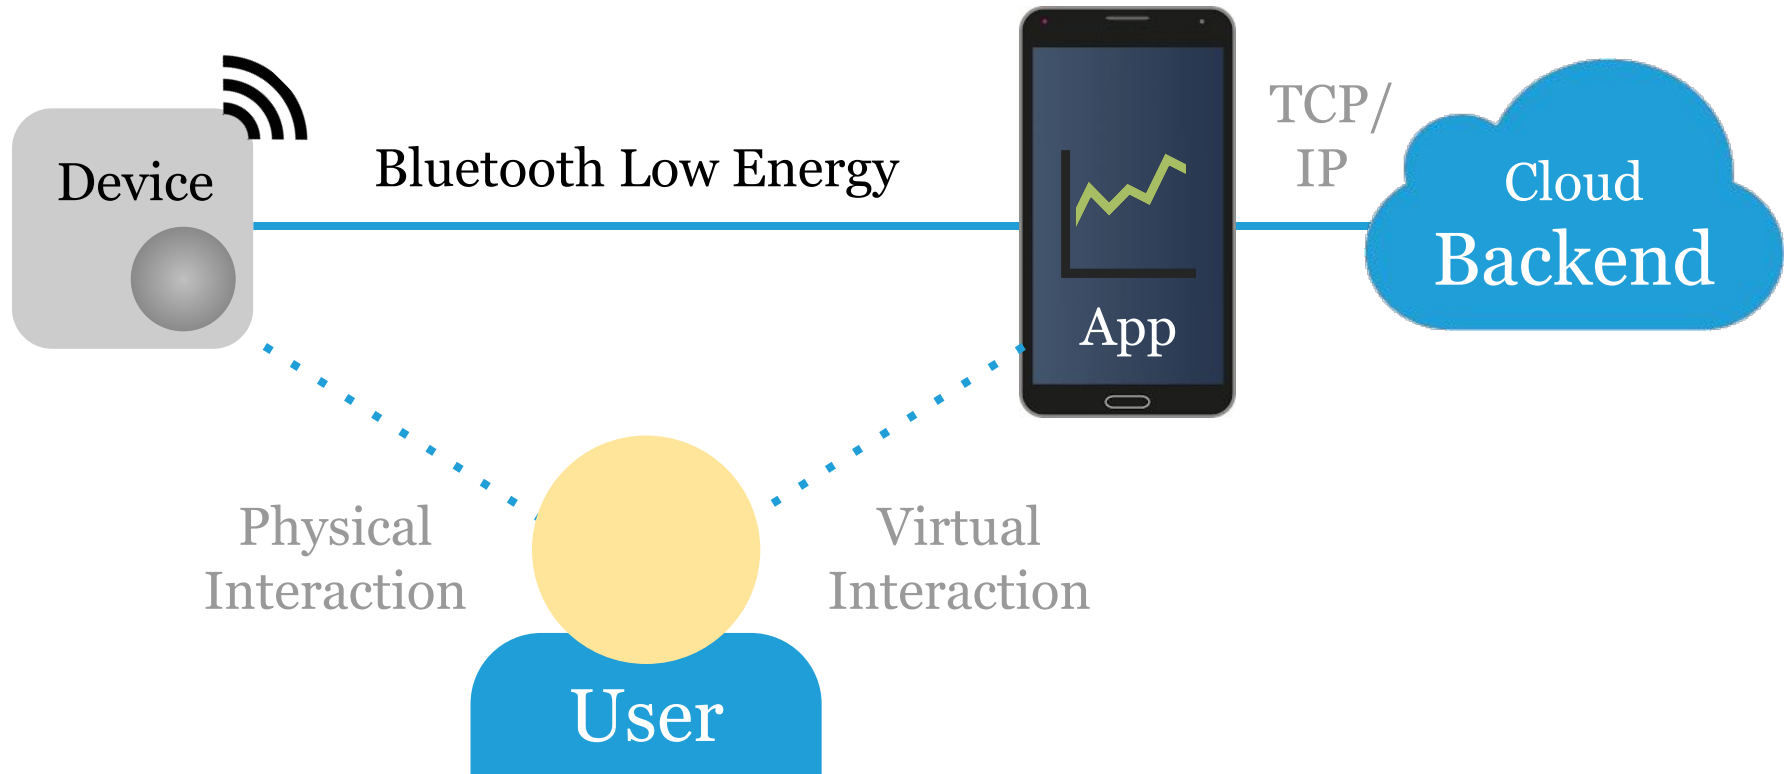 Device
Bluetooth Low Energy
App
TCP/
IP
Cloud
Backend
Physical
Interaction
Virtual
Interaction
User